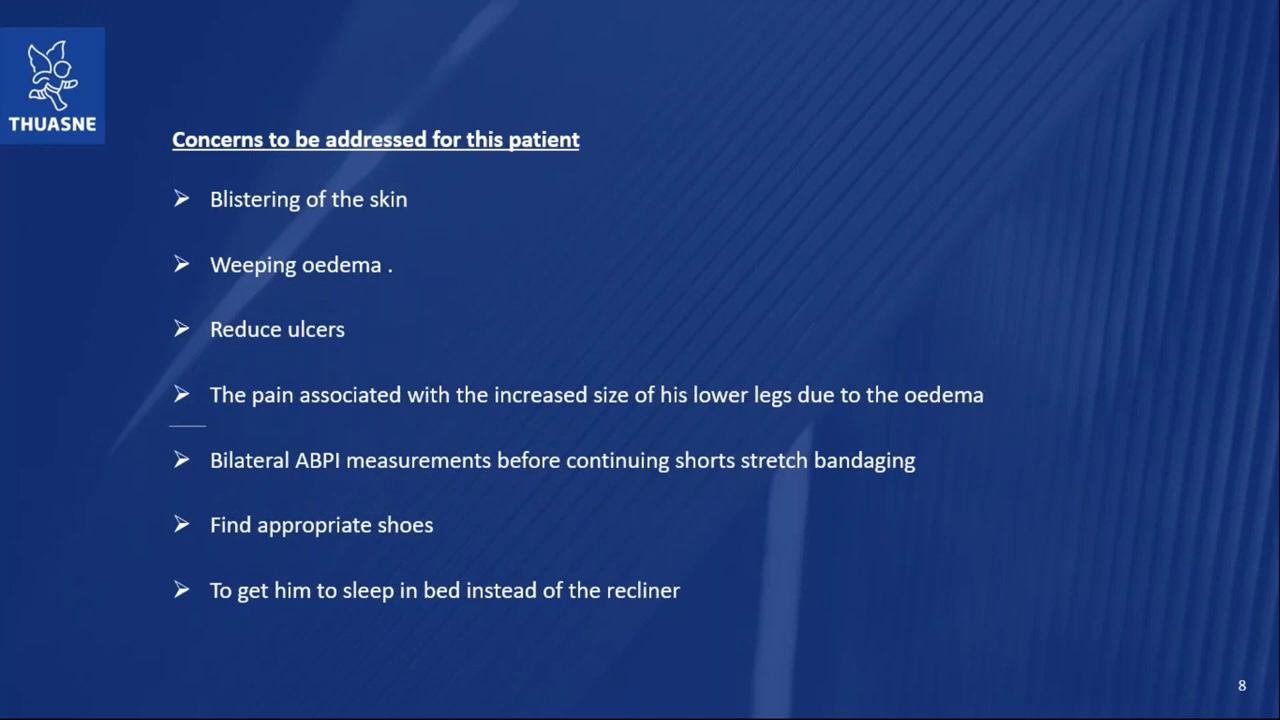 THUASNE
Concerns to be addressed for this patient
➢ Blistering of the skin
➢ Weeping oedema .
➢ Reduce ulcers
➢ The pain associated with the increased size of his lower legs due to the oedema
➢ Bilateral ABPI measurements before continuing shorts stretch bandaging
➢ Find appropriate shoes
➢ To get him to sleep in bed instead of the recliner
8